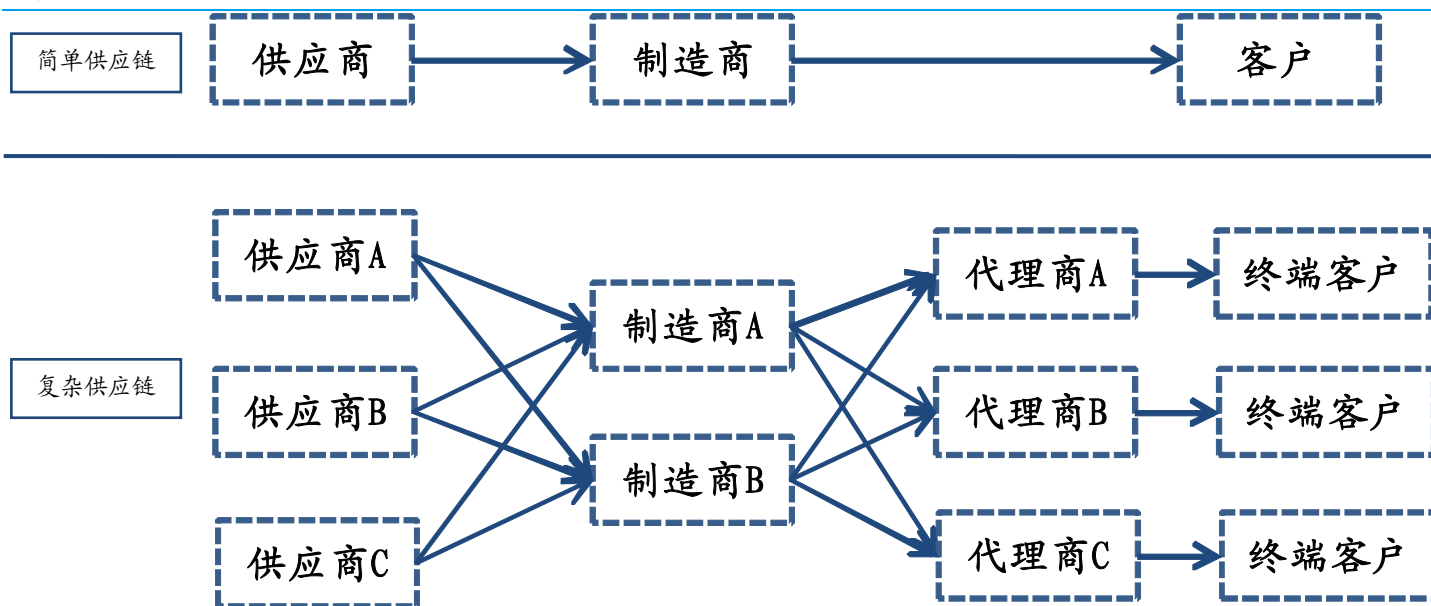 简单供应链
供应商
制造商
客户
供应商A
制造商A
代理商A
终端客户
复杂供应链
供应商B
代理商B
终端客户
制造商B
供应商C
代理商C
终端客户